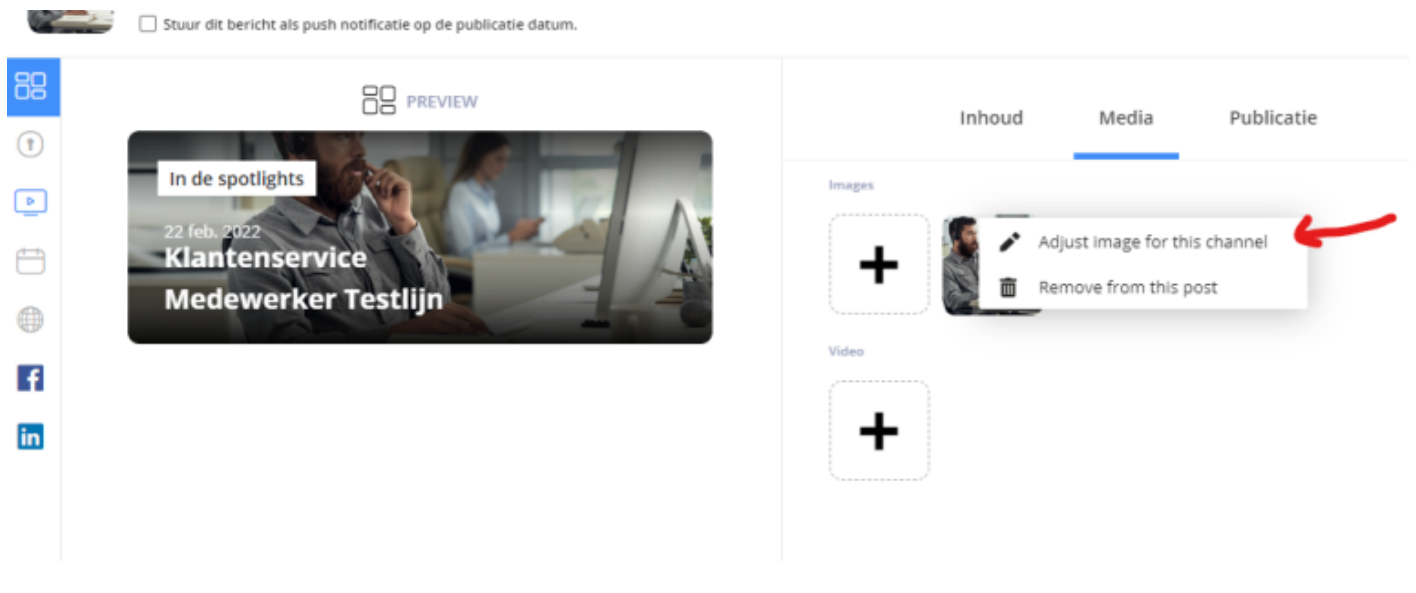 Stuur dit bericht als push notificatie op de publicatie datum.
PREVIEW
In de spotlights
22 feb. 2022
Klantenservice
Medewerker Testlijn
Inhoud Media Publicatie
Images
Adjust image for this channel
Remove from this post
Video
f
in